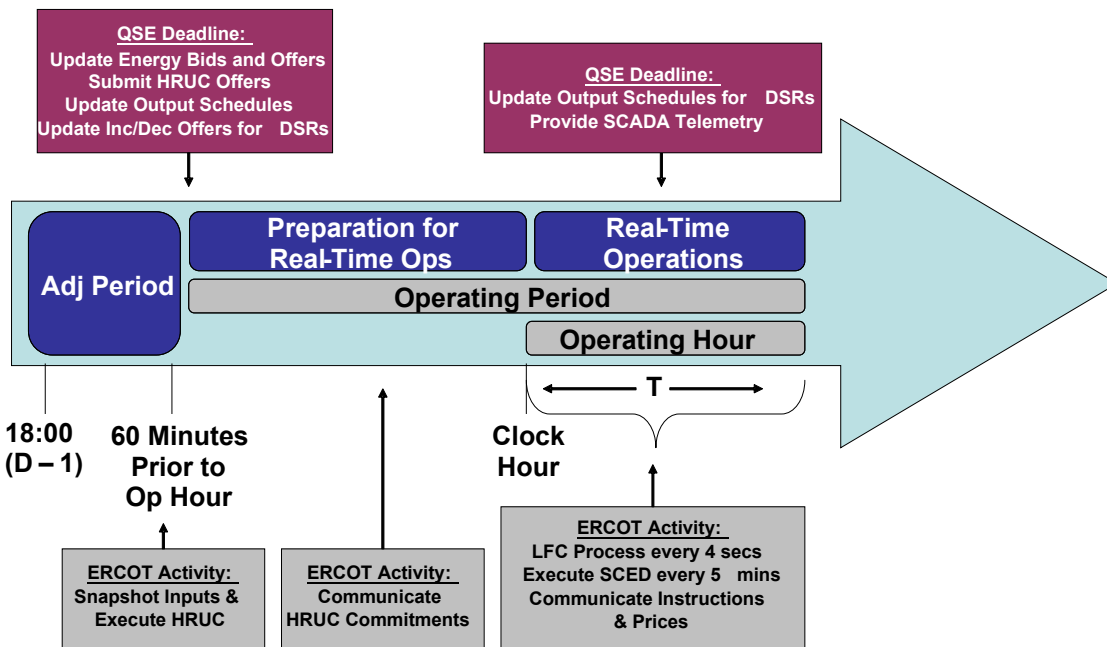 QSE Deadline:
Update Energy Bids and Offers
Submit HRUC Offers
Update Output Schedules
Update Inc/Dec Offers for DSRs
QSE Deadline:
Update Output Schedules for DSRs
Provide SCADA Telemetry
Adj Period
Preparation for
Real-Time Ops
Real-Time
Operations
Operating Period
Operating Hour
T
18:00
(D – 1)
60 Minutes
Prior to
Op Hour
Clock
Hour
ERCOT Activity:
Snapshot Inputs &
Execute HRUC
ERCOT Activity:
Communicate
HRUC Commitments
ERCOT Activity:
LFC Process every 4 secs
Execute SCED every 5 mins
Communicate Instructions
& Prices